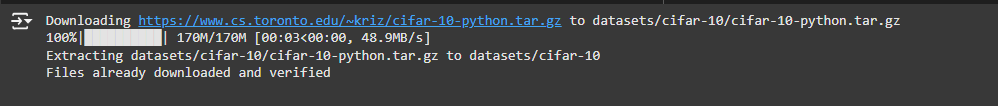 Downloading https://www.cs.toronto.edu/~kriz/cifar-10-python.tar.gz to datasets/cifar-10/cifar-10-python.tar.gz
100%|██████████| 170M/170M [00:03<00:00, 48.9MB/s]
Extracting datasets/cifar-10/cifar-10-python.tar.gz to datasets/cifar-10
Files already downloaded and verified